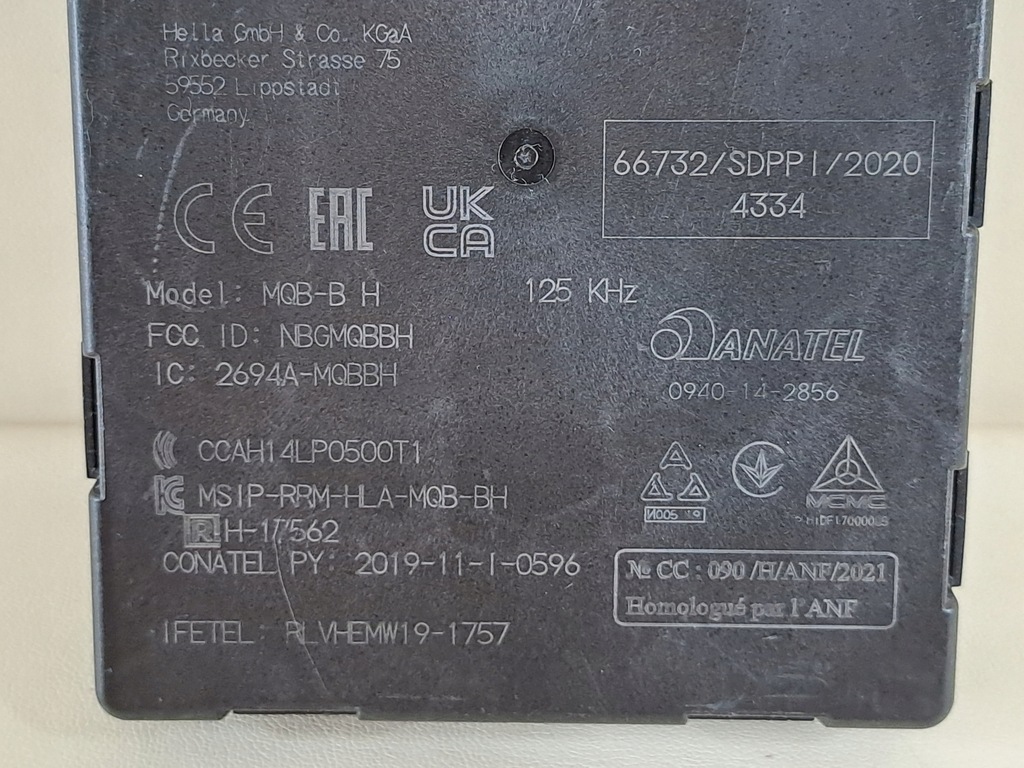 Hella GmbH & Co. KGaA
Rixbecker Strasse 75
59552 Lippstadt
Germany
66732/SDPPI/2020
4334
CE EAC UK
CA
Model: MQB-B H 125 KHz
FCC ID: NBGMQBBH
IC: 2694A-MQBBH
ANATEL
0940-14-2856
CCAH14LP0500T1
MSIP-RRM-HLA-MQB-BH
R H-17562
CONATEL PY: 2019-11-I-0596
IFETEL: RLVHEMW19-1757
MCMC
№ CC : 090 /H/ANF/2021
Homologué par l'ANF